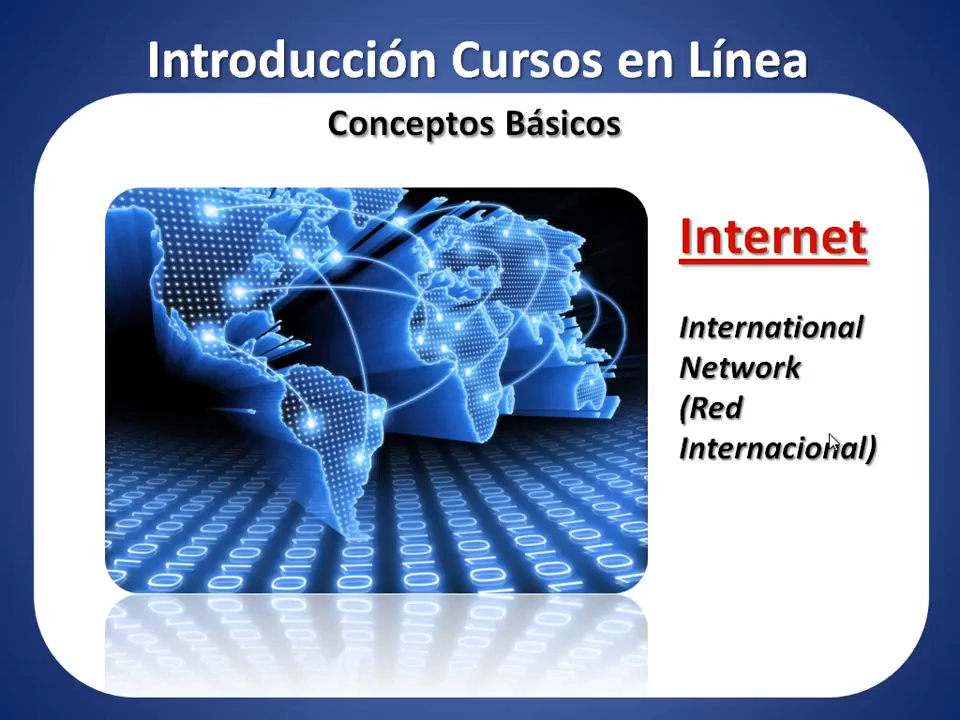 Introducción Cursos en Línea
Conceptos Básicos
Internet
International
Network
(Red
Internacional)